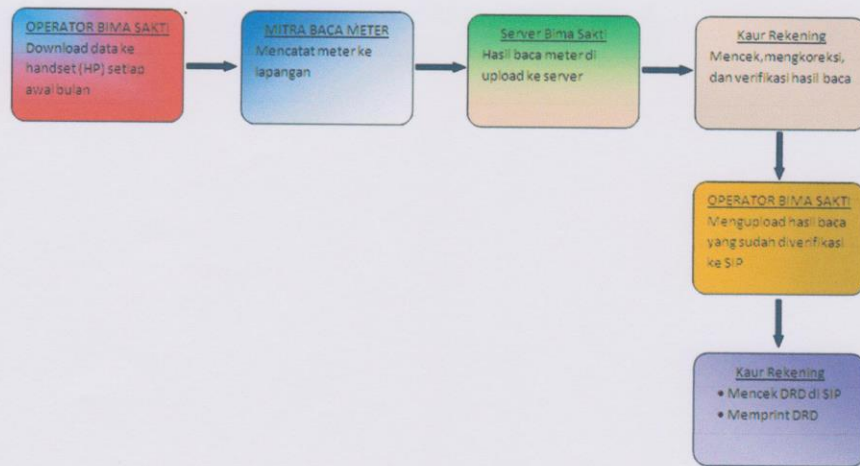 OPERATOR BIMA SAKTI
Download data ke
handset (HP) setiap
awal bulan
MITRA BACA METER
Mencatat meter ke
lapangan
Server Bima Sakti
Hasil baca meter di
upload ke server
Kaur Rekening
Mencek,mengkoreksi,
dan verifikasi hasil baca
OPERATOR BIMA SAKTI
Mengupload hasil baca
yang sudah diverifikasi
ke SIP
Kaur Rekening
• Mencek DRD di SIP
• Memprint DRD